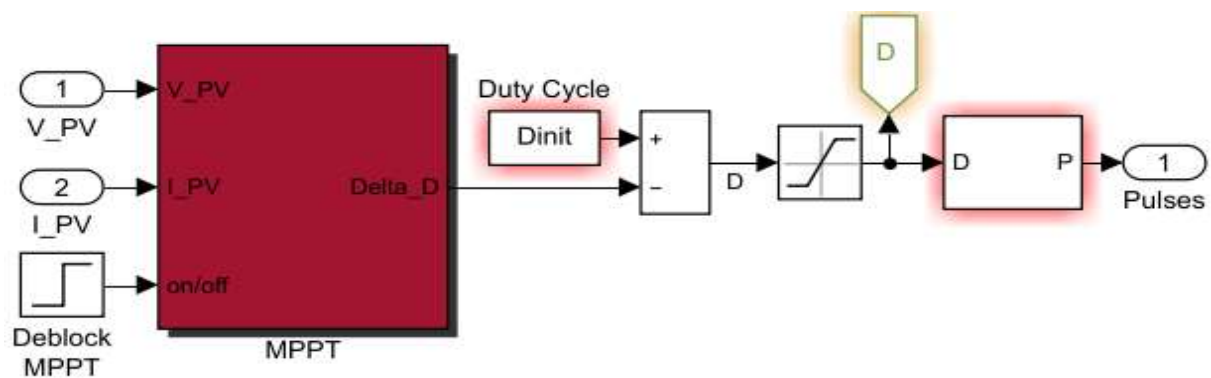 1
V_PV
2
I_PV
Deblock
MPPT
V_PV
I_PV
on/off
Delta_D
MPPT
Duty Cycle
Dinit
+
−
D
D
D
P
1
Pulses